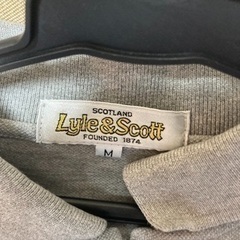 SCOTLAND
Lyle & Scott
FOUNDED 1874
M